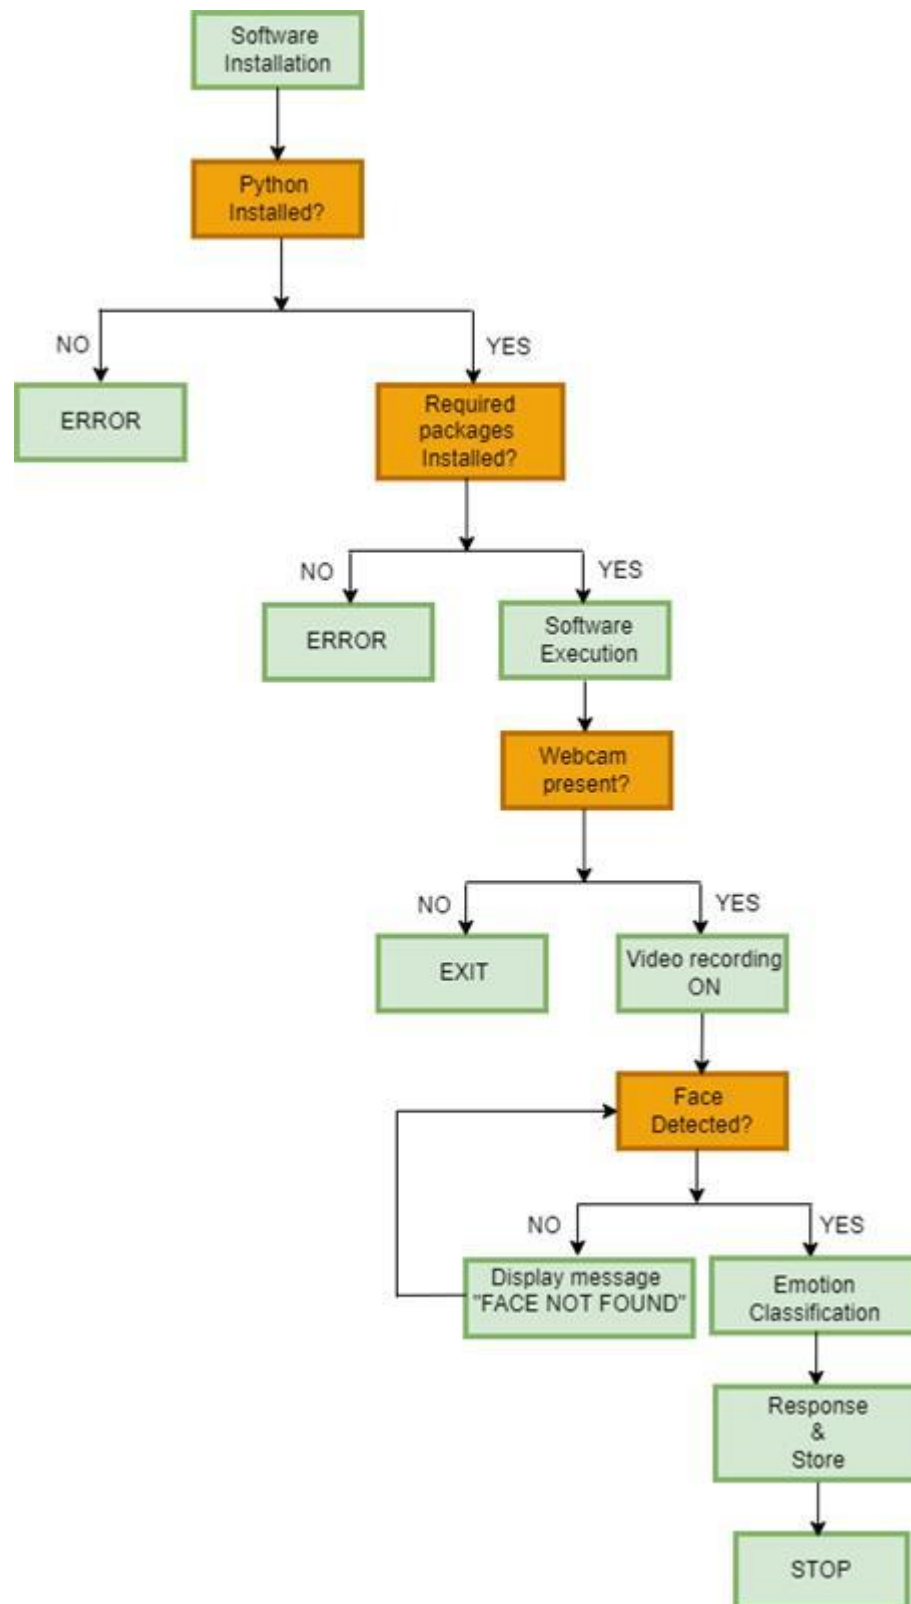 Software
Installation
Python
Installed?
NO
YES
ERROR
Required
packages
Installed?
NO
YES
ERROR
Software
Execution
Webcam
present?
NO
YES
EXIT
Video recording
ON
Face
Detected?
NO
YES
Display message
"FACE NOT FOUND"
Emotion
Classification
Response
&
Store
STOP